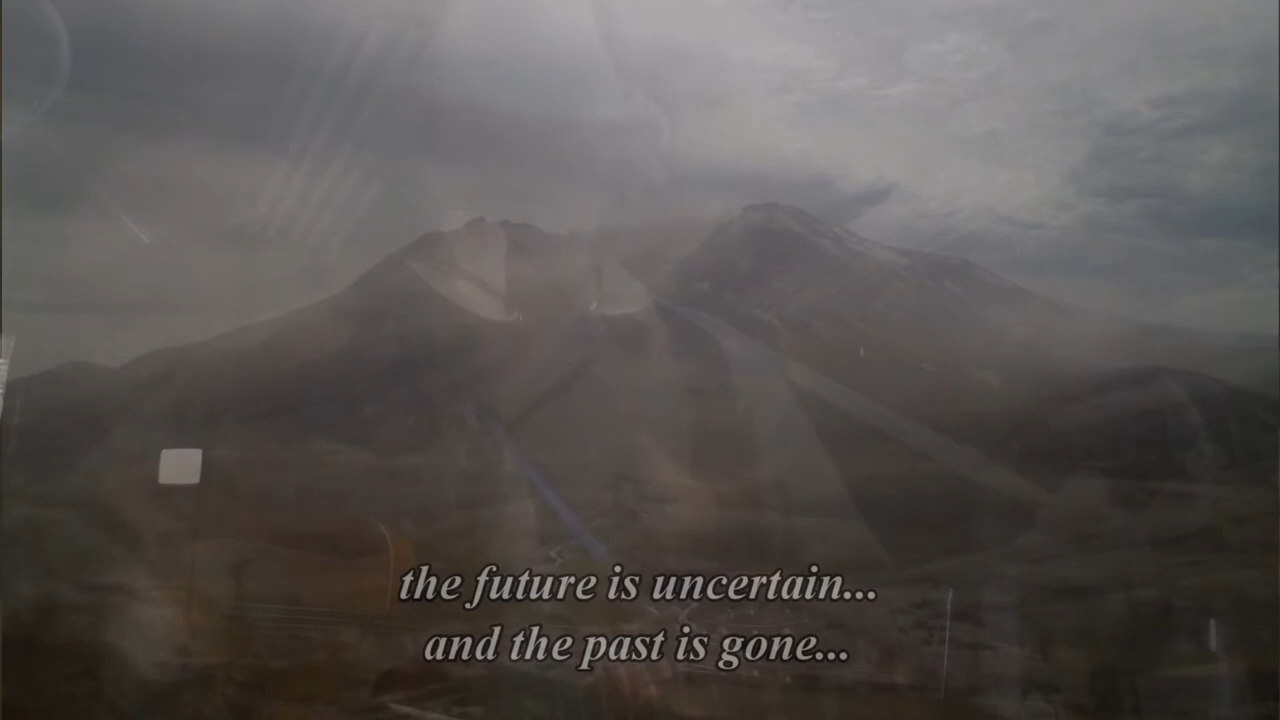 the future is uncertain...
and the past is gone...